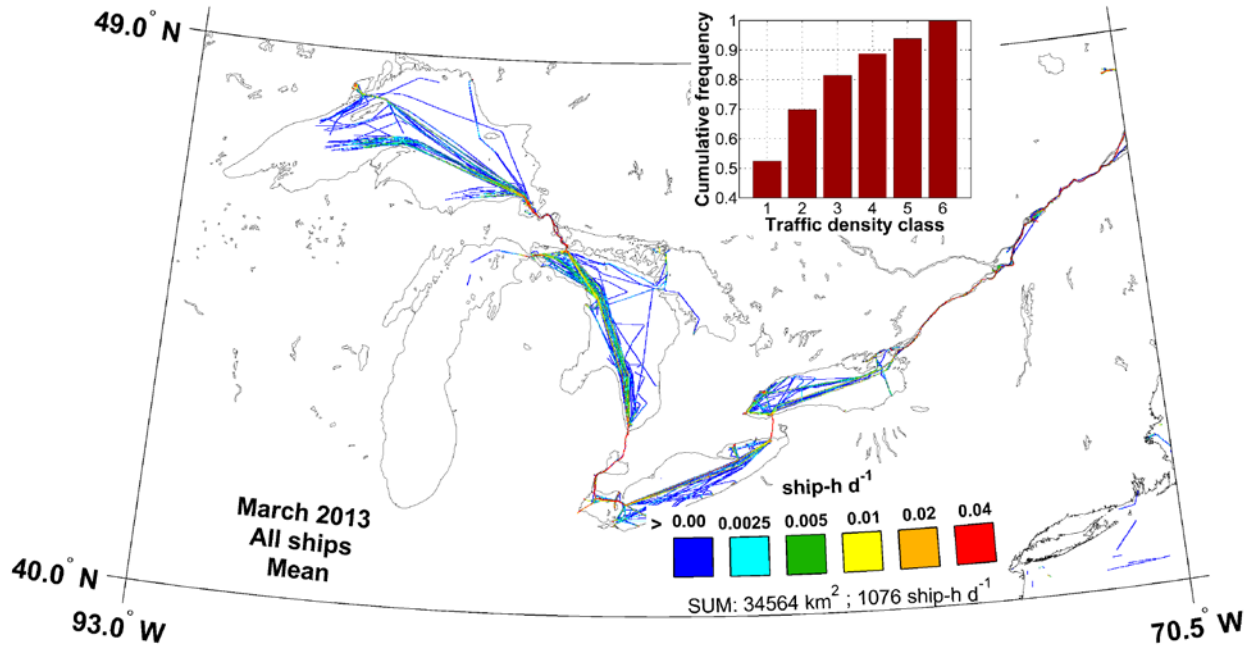 49.0° N
1
0.9
0.8
0.7
0.6
0.5
0.4
Cumulative frequency
1 2 3 4 5 6
Traffic density class
March 2013
All ships
Mean
ship-h d⁻¹
> 0.00 0.0025 0.005 0.01 0.02 0.04
SUM: 34564 km² ; 1076 ship-h d⁻¹
40.0° N
93.0° W
70.5° W